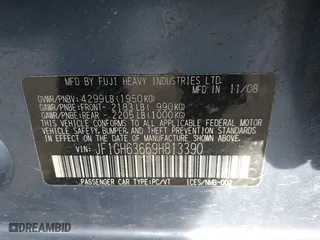 MFD BY FUJI HEAVY INDUSTRIES LTD.
MFD IN 11/08
GVWR/PNBV: 4299LB(1950KG)
GAWR/PNBE:FRONT- 2183LB( 990KG)
GAWR/PNBE:REAR - 2205LB(1000KG)
THIS VEHICLE CONFORMS TO ALL APPLICABLE
FEDERAL MOTOR VEHICLE SAFETY, BUMPER,
AND THEFT PREVENTION STANDARDS
IN EFFECT ON THE DATE OF
MANUFACTURE SHOWN ABOVE.
VIN: JF1GH63669H813390
PASSENGER CAR TYPE:PC/VT ICES/NMB-002